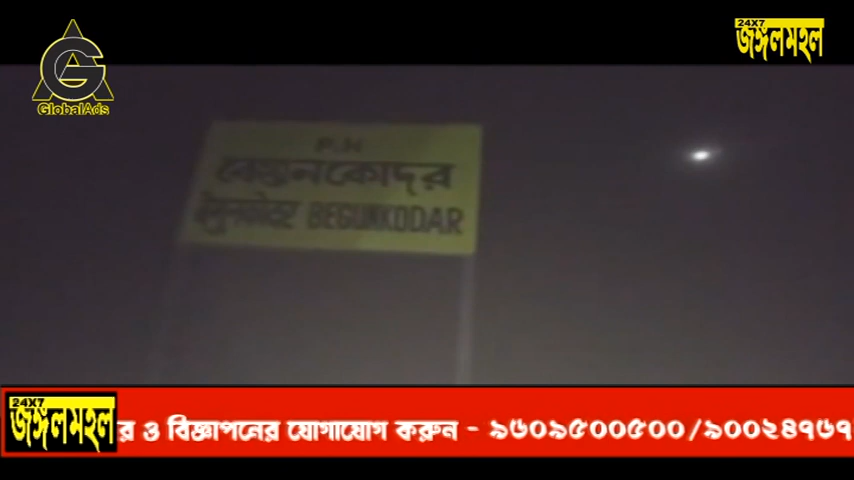 GlobalAds
24X7
জঙ্গলমহল
P.H
বেগুনকোদর
BEGUNKODAR
24X7
জঙ্গলমহল
র ও বিজ্ঞাপনের যোগাযোগ করুন - ৯৬০৯৫০০৫০০/৯০০২৪৭৬৭